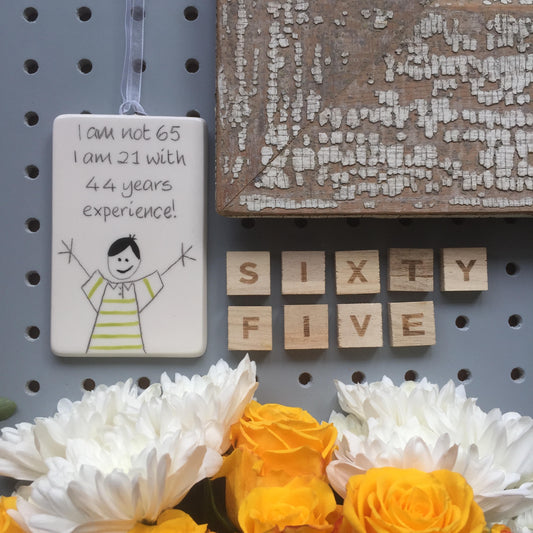 I am not 65
I am 21 with
44 years
experience!
SIXTY
FIVE